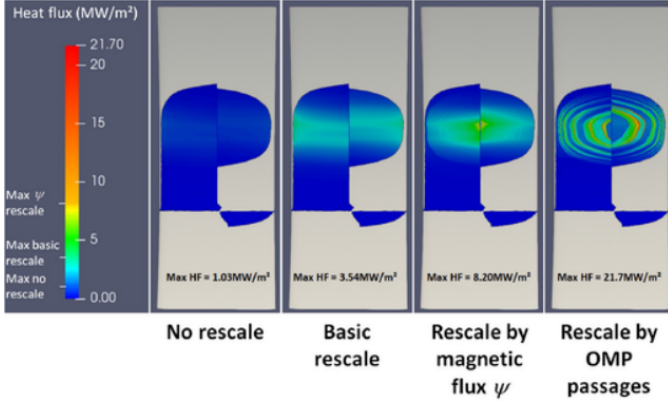 Heat flux (MW/m²)
21.70
20
15
10
5
0.00
Max ψ
rescale
Max basic
rescale
Max no
rescale
Max HF = 1.03MW/m²
Max HF = 3.54MW/m²
Max HF = 8.20MW/m²
Max HF = 21.7MW/m²
No rescale
Basic
rescale
Rescale by
magnetic
flux ψ
Rescale by
OMP
passages